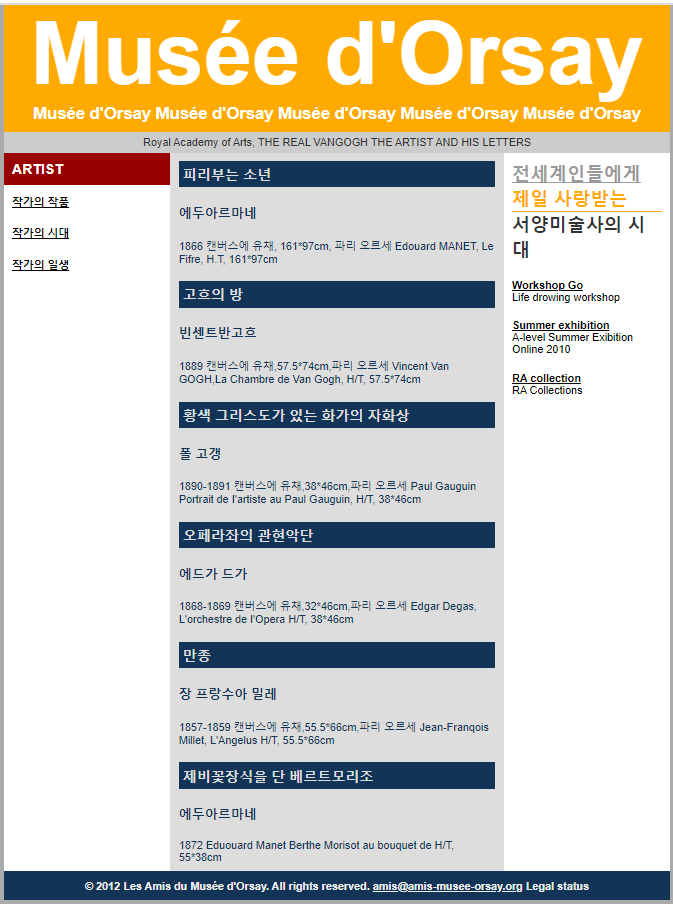 Musée d'Orsay
Musée d'Orsay Musée d'Orsay Musée d'Orsay Musée d'Orsay Musée d'Orsay
Royal Academy of Arts, THE REAL VANGOGH THE ARTIST AND HIS LETTERS
ARTIST
작가의 작품
작가의 시대
작가의 일생
피리부는 소년
에두아르마네
1866 캔버스에 유채, 161*97cm, 파리 오르세 Edouard MANET, Le
Fifre, H.T, 161*97cm
고흐의 방
빈센트반고흐
1889 캔버스에 유채,57.5*74cm,파리 오르세 Vincent Van
GOGH,La Chambre de Van Gogh, H/T, 57.5*74cm
황색 그리스도가 있는 화가의 자화상
폴 고갱
1890-1891 캔버스에 유채,38*46cm,파리 오르세 Paul Gauguin
Portrait de l'artiste au Paul Gauguin, H/T, 38*46cm
오페라좌의 관현악단
에드가 드가
1868-1869 캔버스에 유채,32*46cm,파리 오르세 Edgar Degas,
L'orchestre de l'Opera H/T, 38*46cm
만종
장 프랑수아 밀레
1857-1859 캔버스에 유채,55.5*66cm,파리 오르세 Jean-Franqois
Millet, L'Angelus H/T, 55.5*66cm
제비꽃장식을 단 베르트모리조
에두아르마네
1872 Eduouard Manet Berthe Morisot au bouquet de H/T,
55*38cm
전세계인들에게
제일 사랑받는
서양미술사의 시
대
Workshop Go
Life drowing workshop
Summer exhibition
A-level Summer Exibition
Online 2010
RA collection
RA Collections
© 2012 Les Amis du Musée d'Orsay. All rights reserved. amis@amis-musee-orsay.org Legal status